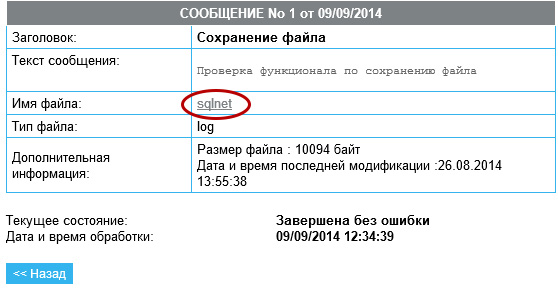 СООБЩЕНИЕ No 1 от 09/09/2014
Заголовок: Сохранение файла
Текст сообщения: Проверка функционала по сохранению файла
Имя файла: sqlnet
Тип файла: log
Дополнительная информация: Размер файла : 10094 байт
Дата и время последней модификации :26.08.2014
13:55:38
Текущее состояние: Завершена без ошибки
Дата и время обработки: 09/09/2014 12:34:39
<< Назад